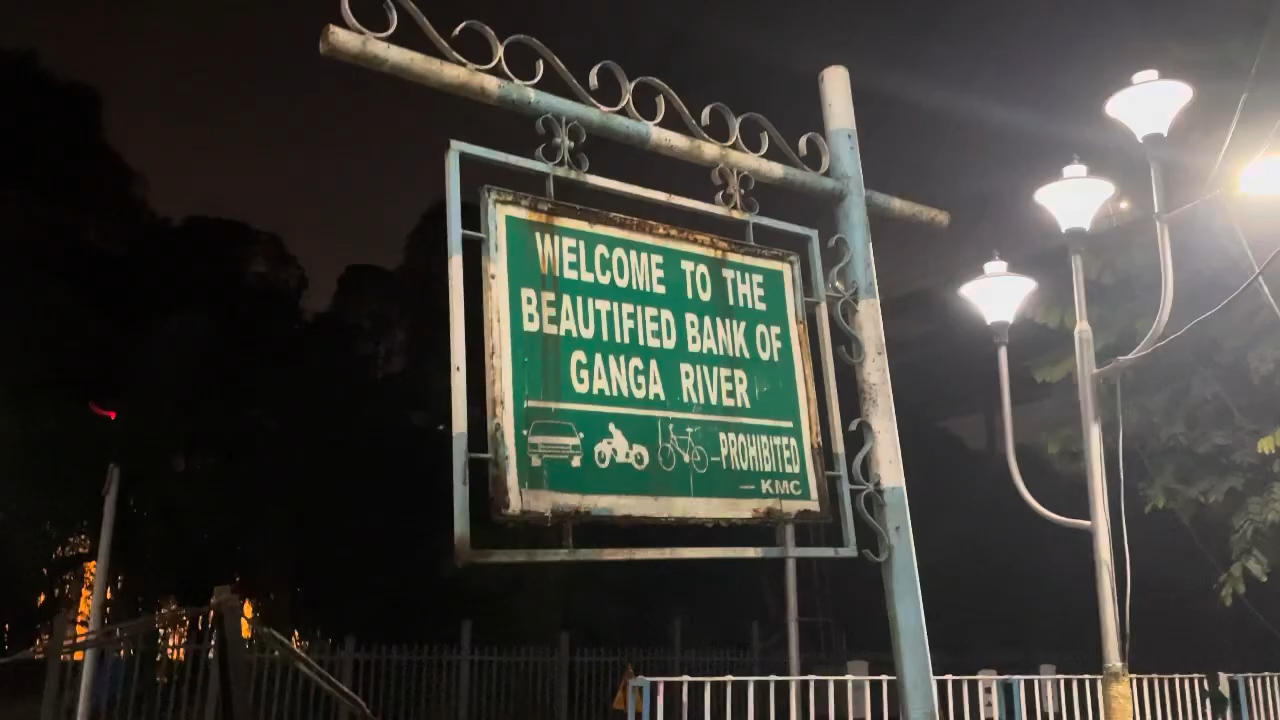 WELCOME TO THE
BEAUTIFIED BANK OF
GANGA RIVER
–PROHIBITED
— KMC